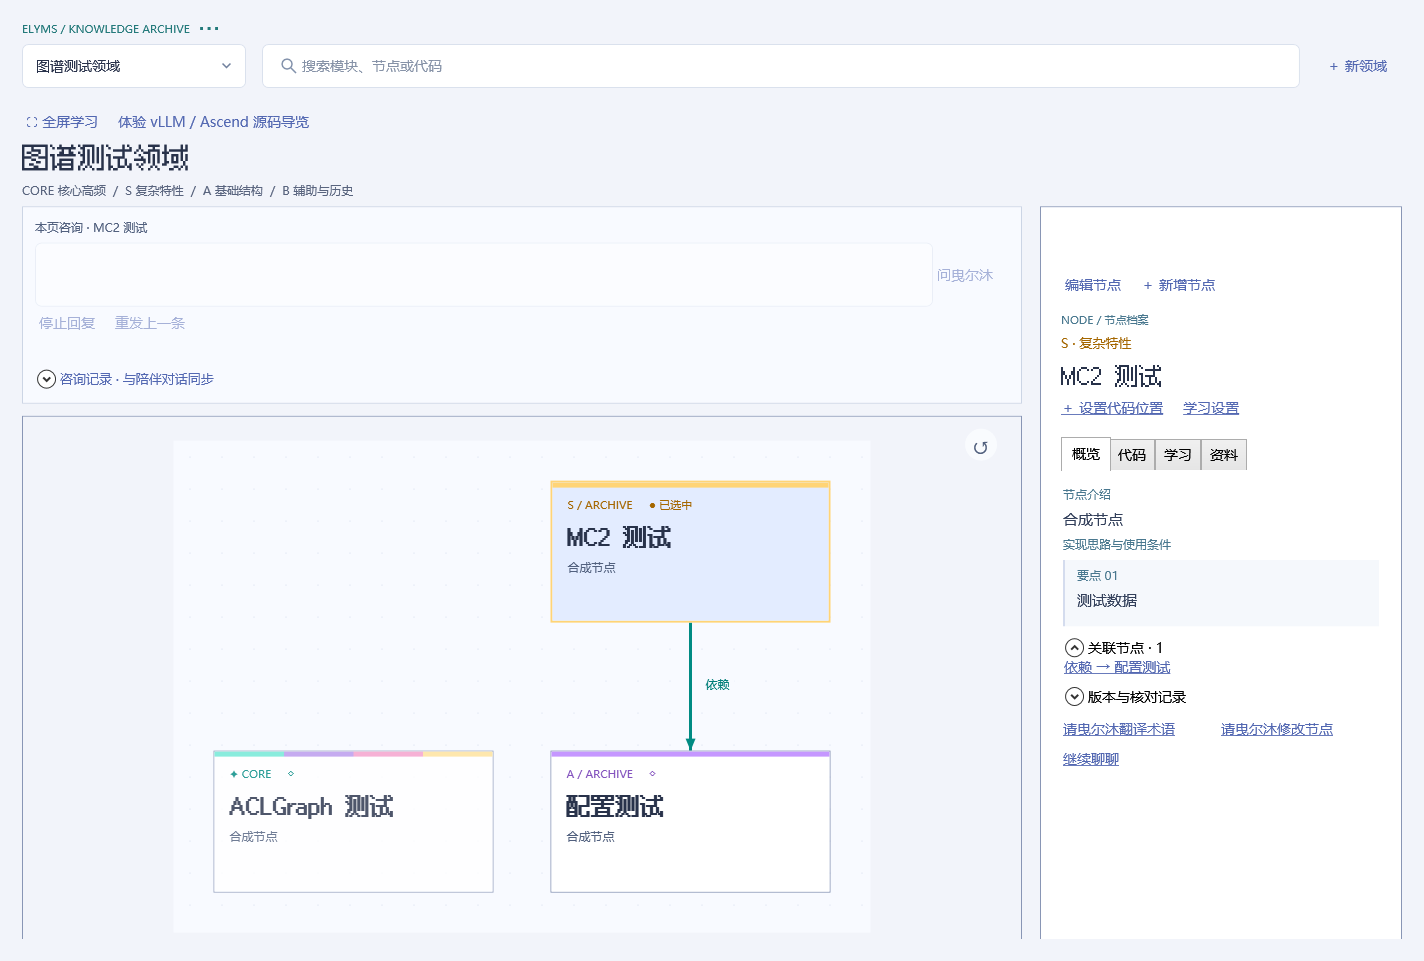 ELYMS / KNOWLEDGE ARCHIVE
图谱测试领域
搜索模块、节点或代码
+ 新领域
全屏学习
体验 vLLM / Ascend 源码导览
图谱测试领域
CORE 核心高频 / S 复杂特性 / A 基础结构 / B 辅助与历史
本页咨询 · MC2 测试
问曳尔沐
停止回复
重发上一条
咨询记录 · 与陪伴对话同步
S / ARCHIVE
已选中
MC2 测试
合成节点
依赖
CORE
ACLGraph 测试
合成节点
A / ARCHIVE
配置测试
合成节点
编辑节点
+ 新增节点
NODE / 节点档案
S · 复杂特性
MC2 测试
+ 设置代码位置
学习设置
概览
代码
学习
资料
节点介绍
合成节点
实现思路与使用条件
要点 01
测试数据
关联节点 · 1
依赖 → 配置测试
版本与核对记录
请曳尔沐翻译术语
请曳尔沐修改节点
继续聊聊